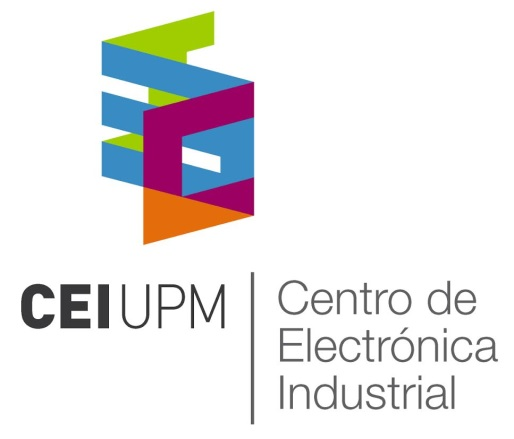 CEIUPM
Centro de
Electrónica
Industrial